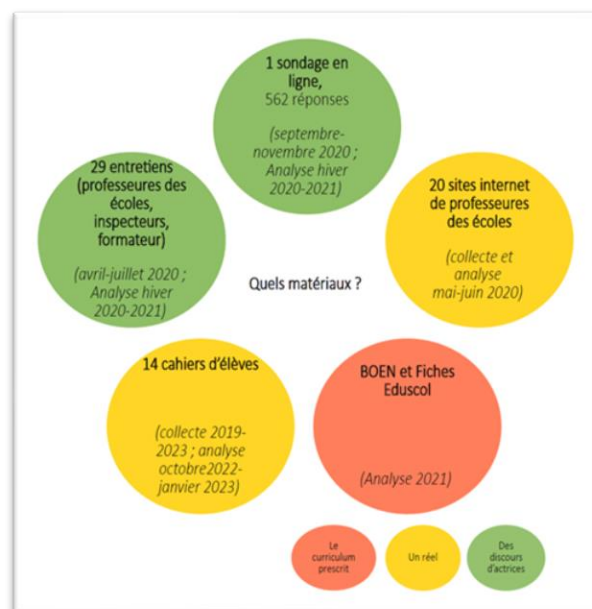 1 sondage en
ligne,
562 réponses
(septembre-
novembre 2020 ;
Analyse hiver
2020-2021)
29 entretiens
(professeures des
écoles,
inspecteurs,
formateur)
(avril-juillet 2020 ;
Analyse hiver
2020-2021)
20 sites internet
de professeures
des écoles
(collecte et
analyse
mai-juin 2020)
Quels matériaux ?
14 cahiers d'élèves
(collecte 2019-
2023 ; analyse
octobre2022-
janvier 2023)
BOEN et Fiches
Eduscol
(Analyse 2021)
Le
curriculum
prescrit
Un réel
Des
discours
d'actrices